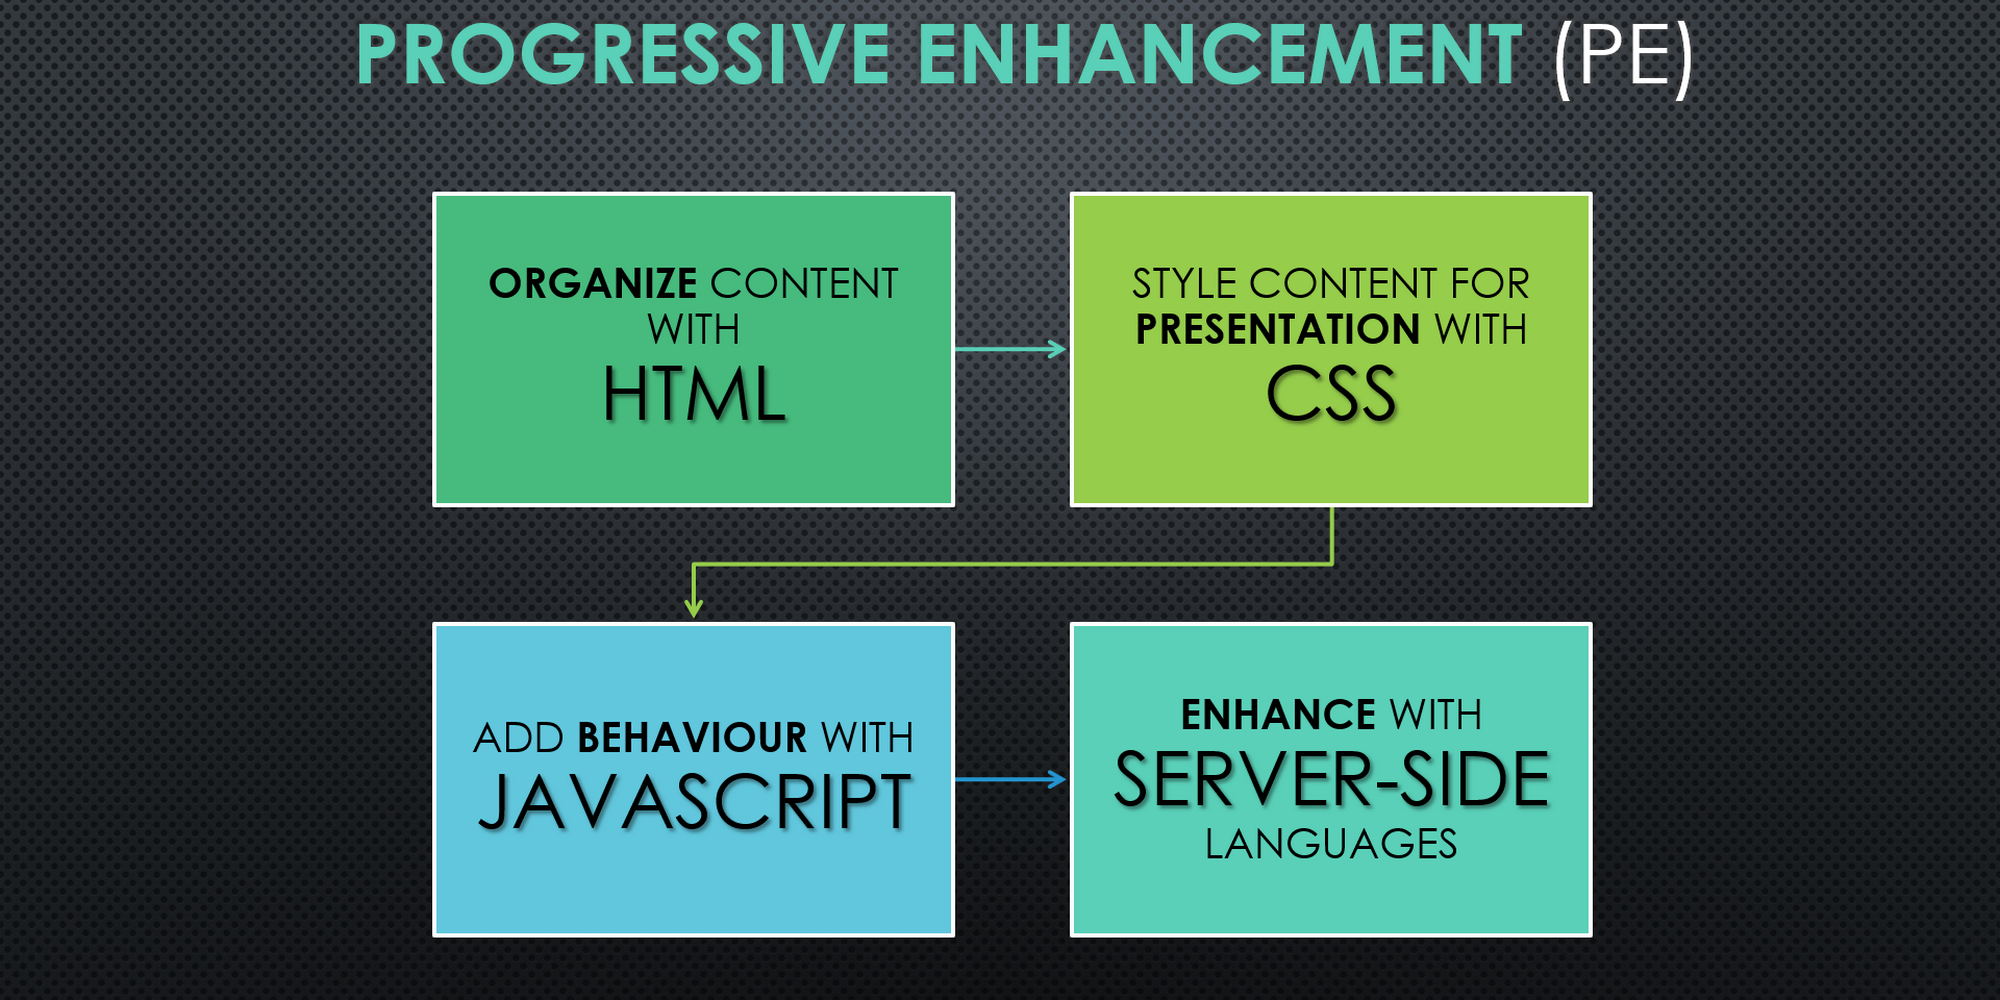 PROGRESSIVE ENHANCEMENT (PE)
ORGANIZE CONTENT
WITH
HTML
STYLE CONTENT FOR
PRESENTATION WITH
CSS
ADD BEHAVIOUR WITH
JAVASCRIPT
ENHANCE WITH
SERVER-SIDE
LANGUAGES